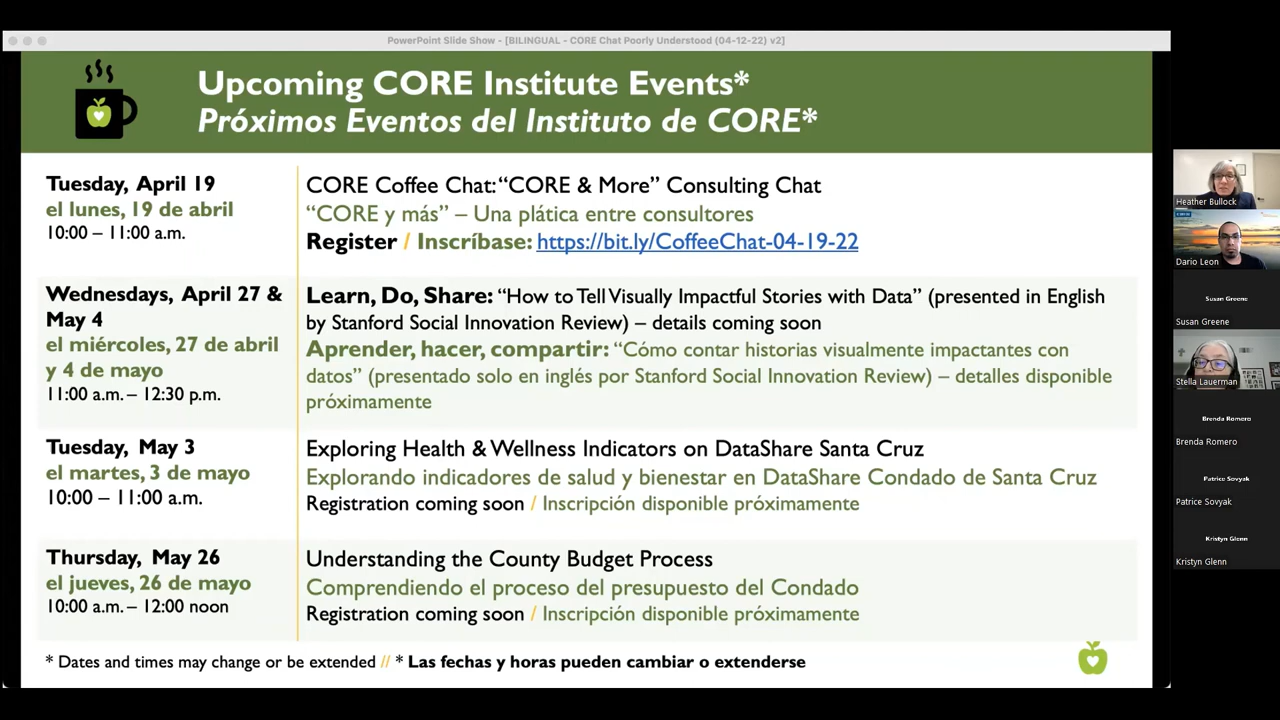 PowerPoint Slide Show - [BILINGUAL - CORE Chat Poorly Understood (04-12-22) v2]
Upcoming CORE Institute Events*
Próximos Eventos del Instituto de CORE*
Tuesday, April 19
el lunes, 19 de abril
10:00 – 11:00 a.m.
CORE Coffee Chat: “CORE & More” Consulting Chat
“CORE y más” – Una plática entre consultores
Register / Inscríbase: https://bit.ly/CoffeeChat-04-19-22
Wednesdays, April 27 &
May 4
el miércoles, 27 de abril
y 4 de mayo
11:00 a.m. – 12:30 p.m.
Learn, Do, Share: “How to Tell Visually Impactful Stories with Data” (presented in English
by Stanford Social Innovation Review) – details coming soon
Aprender, hacer, compartir: “Cómo contar historias visualmente impactantes con
datos” (presentado solo en inglés por Stanford Social Innovation Review) – detalles disponible
próximamente
Tuesday, May 3
el martes, 3 de mayo
10:00 – 11:00 a.m.
Exploring Health & Wellness Indicators on DataShare Santa Cruz
Explorando indicadores de salud y bienestar en DataShare Condado de Santa Cruz
Registration coming soon / Inscripción disponible próximamente
Thursday, May 26
el jueves, 26 de mayo
10:00 a.m. – 12:00 noon
Understanding the County Budget Process
Comprendiendo el proceso del presupuesto del Condado
Registration coming soon / Inscripción disponible próximamente
* Dates and times may change or be extended // * Las fechas y horas pueden cambiar o extenderse
Heather Bullock
Dario Leon
Susan Greene
Susan Greene
Stella Lauerman
Brenda Romero
Brenda Romero
Patrice Sovyak
Patrice Sovyak
Kristyn Glenn
Kristyn Glenn